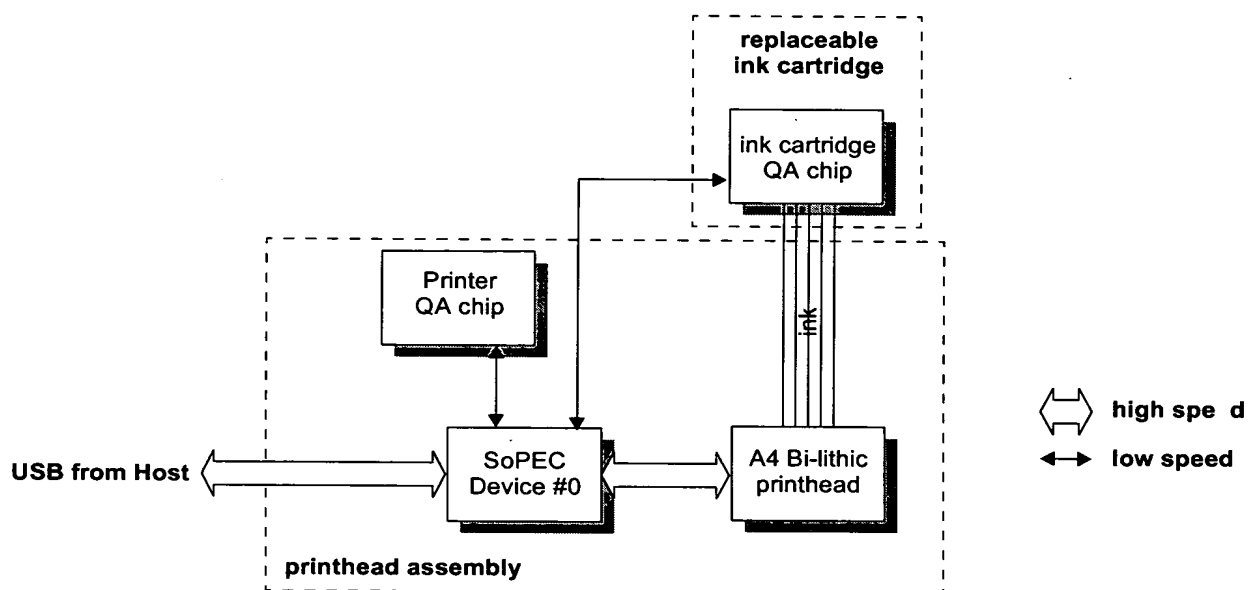 replaceable
ink cartridge
ink cartridge
QA chip
Printer
QA chip
ink
high spe d
USB from Host
SoPEC
Device #0
A4 Bi-lithic
printhead
low speed
printhead assembly